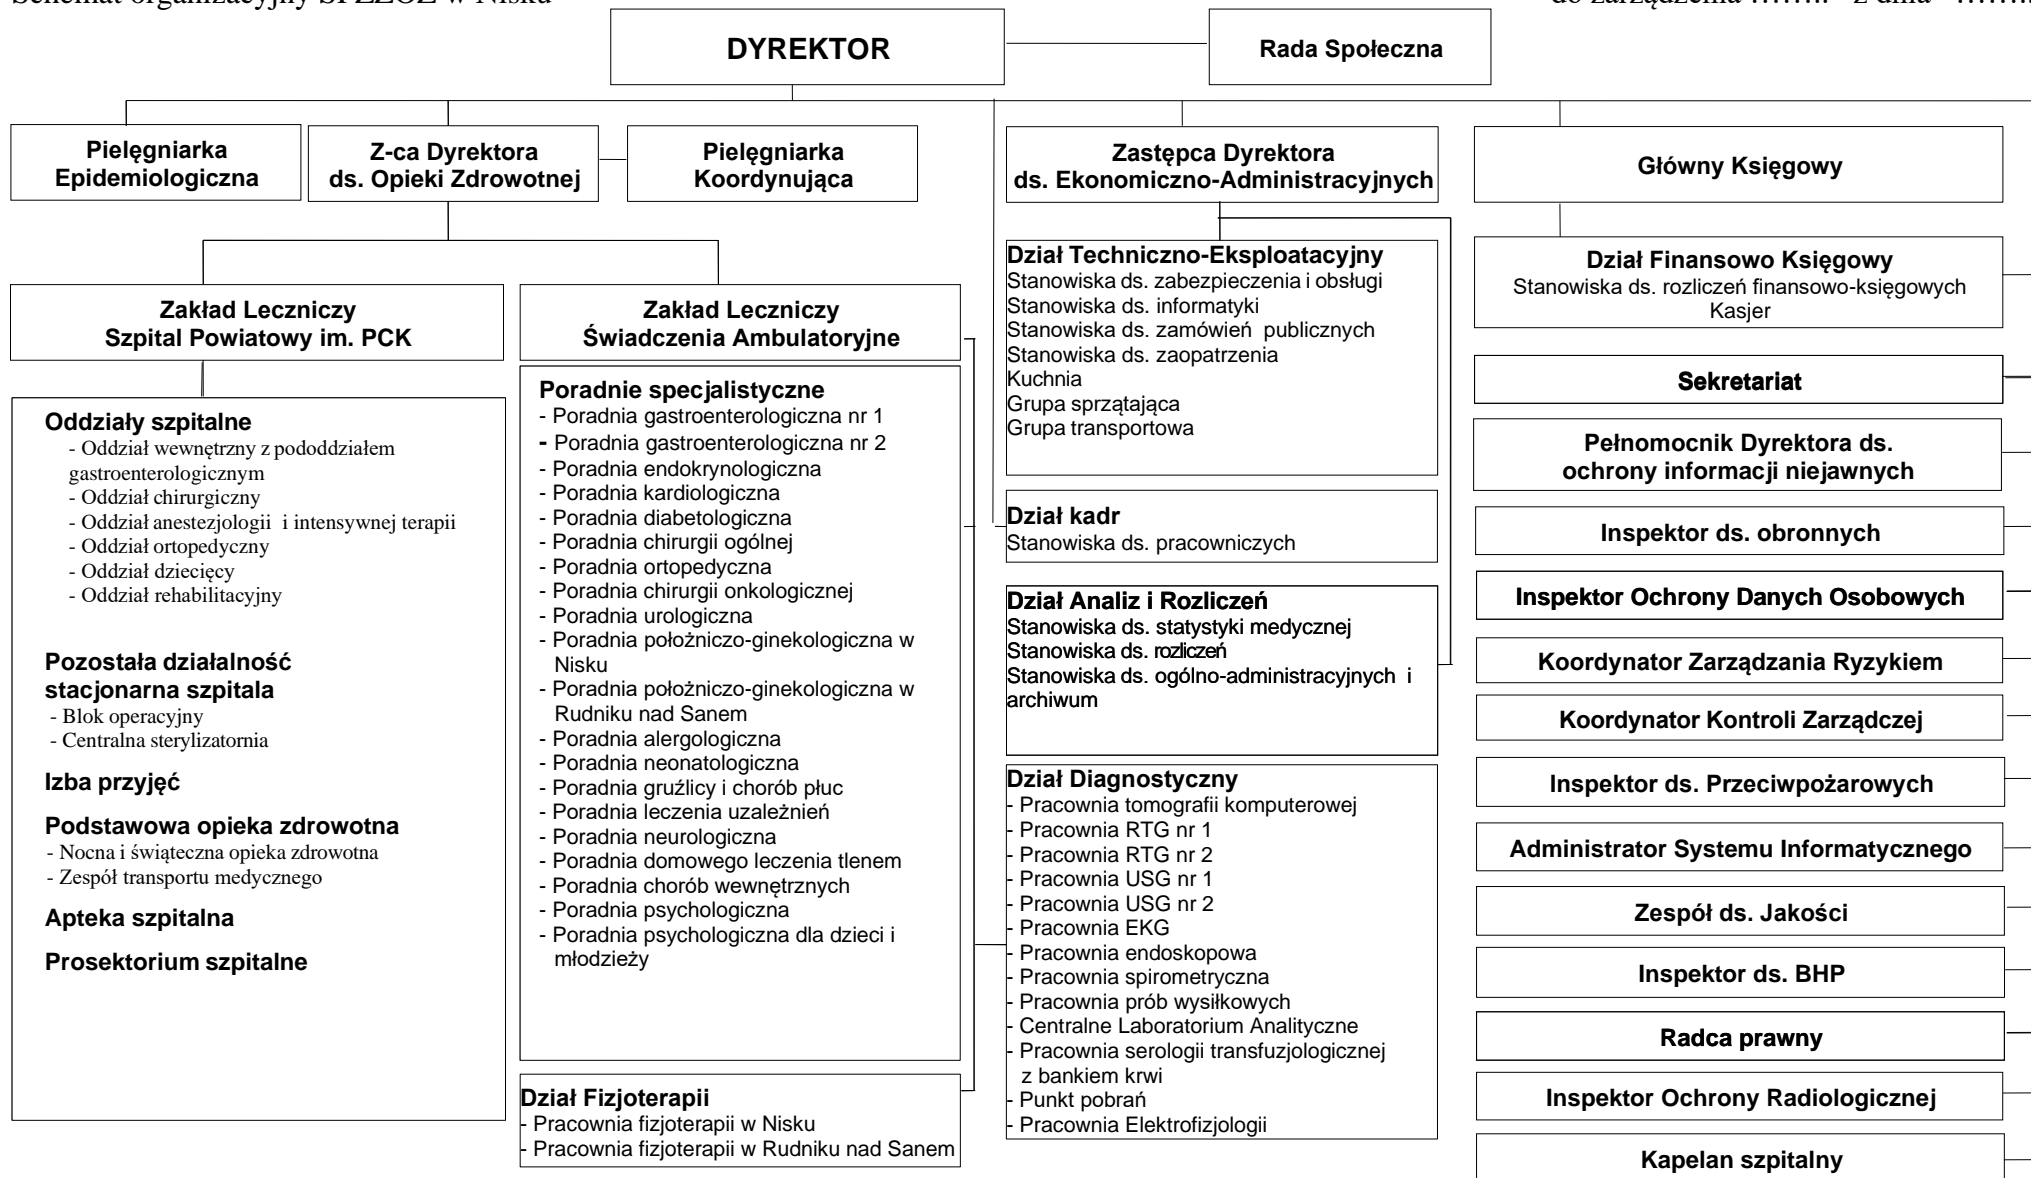 Schemat organizacyjny SPZZOZ w Nisku
do zarządzenia …….. z dnia ……..
DYREKTOR
Rada Społeczna
Pielęgniarka
Epidemiologiczna
Z-ca Dyrektora
ds. Opieki Zdrowotnej
Pielęgniarka
Koordynująca
Zastępca Dyrektora
ds. Ekonomiczno-Administracyjnych
Główny Księgowy
Zakład Leczniczy
Szpital Powiatowy im. PCK
Oddziały szpitalne
- Oddział wewnętrzny z pododdziałem
gastroenterologicznym
- Oddział chirurgiczny
- Oddział anestezjologii i intensywnej terapii
- Oddział ortopedyczny
- Oddział dziecięcy
- Oddział rehabilitacyjny
Pozostała działalność
stacjonarna szpitala
- Blok operacyjny
- Centralna sterylizatornia
Izba przyjęć
Podstawowa opieka zdrowotna
- Nocna i świąteczna opieka zdrowotna
- Zespół transportu medycznego
Apteka szpitalna
Prosektorium szpitalne
Zakład Leczniczy
Świadczenia Ambulatoryjne
Poradnie specjalistyczne
- Poradnia gastroenterologiczna nr 1
- Poradnia gastroenterologiczna nr 2
- Poradnia endokrynologiczna
- Poradnia kardiologiczna
- Poradnia diabetologiczna
- Poradnia chirurgii ogólnej
- Poradnia ortopedyczna
- Poradnia chirurgii onkologicznej
- Poradnia urologiczna
- Poradnia położniczo-ginekologiczna w
Nisku
- Poradnia położniczo-ginekologiczna w
Rudniku nad Sanem
- Poradnia alergologiczna
- Poradnia neonatologiczna
- Poradnia gruźlicy i chorób płuc
- Poradnia leczenia uzależnień
- Poradnia neurologiczna
- Poradnia domowego leczenia tlenem
- Poradnia chorób wewnętrznych
- Poradnia psychologiczna
- Poradnia psychologiczna dla dzieci i
młodzieży
Dział Fizjoterapii
- Pracownia fizjoterapii w Nisku
- Pracownia fizjoterapii w Rudniku nad Sanem
Dział Techniczno-Eksploatacyjny
Stanowiska ds. zabezpieczenia i obsługi
Stanowiska ds. informatyki
Stanowiska ds. zamówień publicznych
Stanowiska ds. zaopatrzenia
Kuchnia
Grupa sprzątająca
Grupa transportowa
Dział kadr
Stanowiska ds. pracowniczych
Dział Analiz i Rozliczeń
Stanowiska ds. statystyki medycznej
Stanowiska ds. rozliczeń
Stanowiska ds. ogólno-administracyjnych i
archiwum
Dział Diagnostyczny
- Pracownia tomografii komputerowej
- Pracownia RTG nr 1
- Pracownia RTG nr 2
- Pracownia USG nr 1
- Pracownia USG nr 2
- Pracownia EKG
- Pracownia endoskopowa
- Pracownia spirometryczna
- Pracownia prób wysiłkowych
- Centralne Laboratorium Analityczne
- Pracownia serologii transfuzjologicznej
z bankiem krwi
- Punkt pobrań
- Pracownia Elektrofizjologii
Dział Finansowo Księgowy
Stanowiska ds. rozliczeń finansowo-księgowych
Kasjer
Sekretariat
Pełnomocnik Dyrektora ds.
ochrony informacji niejawnych
Inspektor ds. obronnych
Inspektor Ochrony Danych Osobowych
Koordynator Zarządzania Ryzykiem
Koordynator Kontroli Zarządczej
Inspektor ds. Przeciwpożarowych
Administrator Systemu Informatycznego
Zespół ds. Jakości
Inspektor ds. BHP
Radca prawny
Inspektor Ochrony Radiologicznej
Kapelan szpitalny